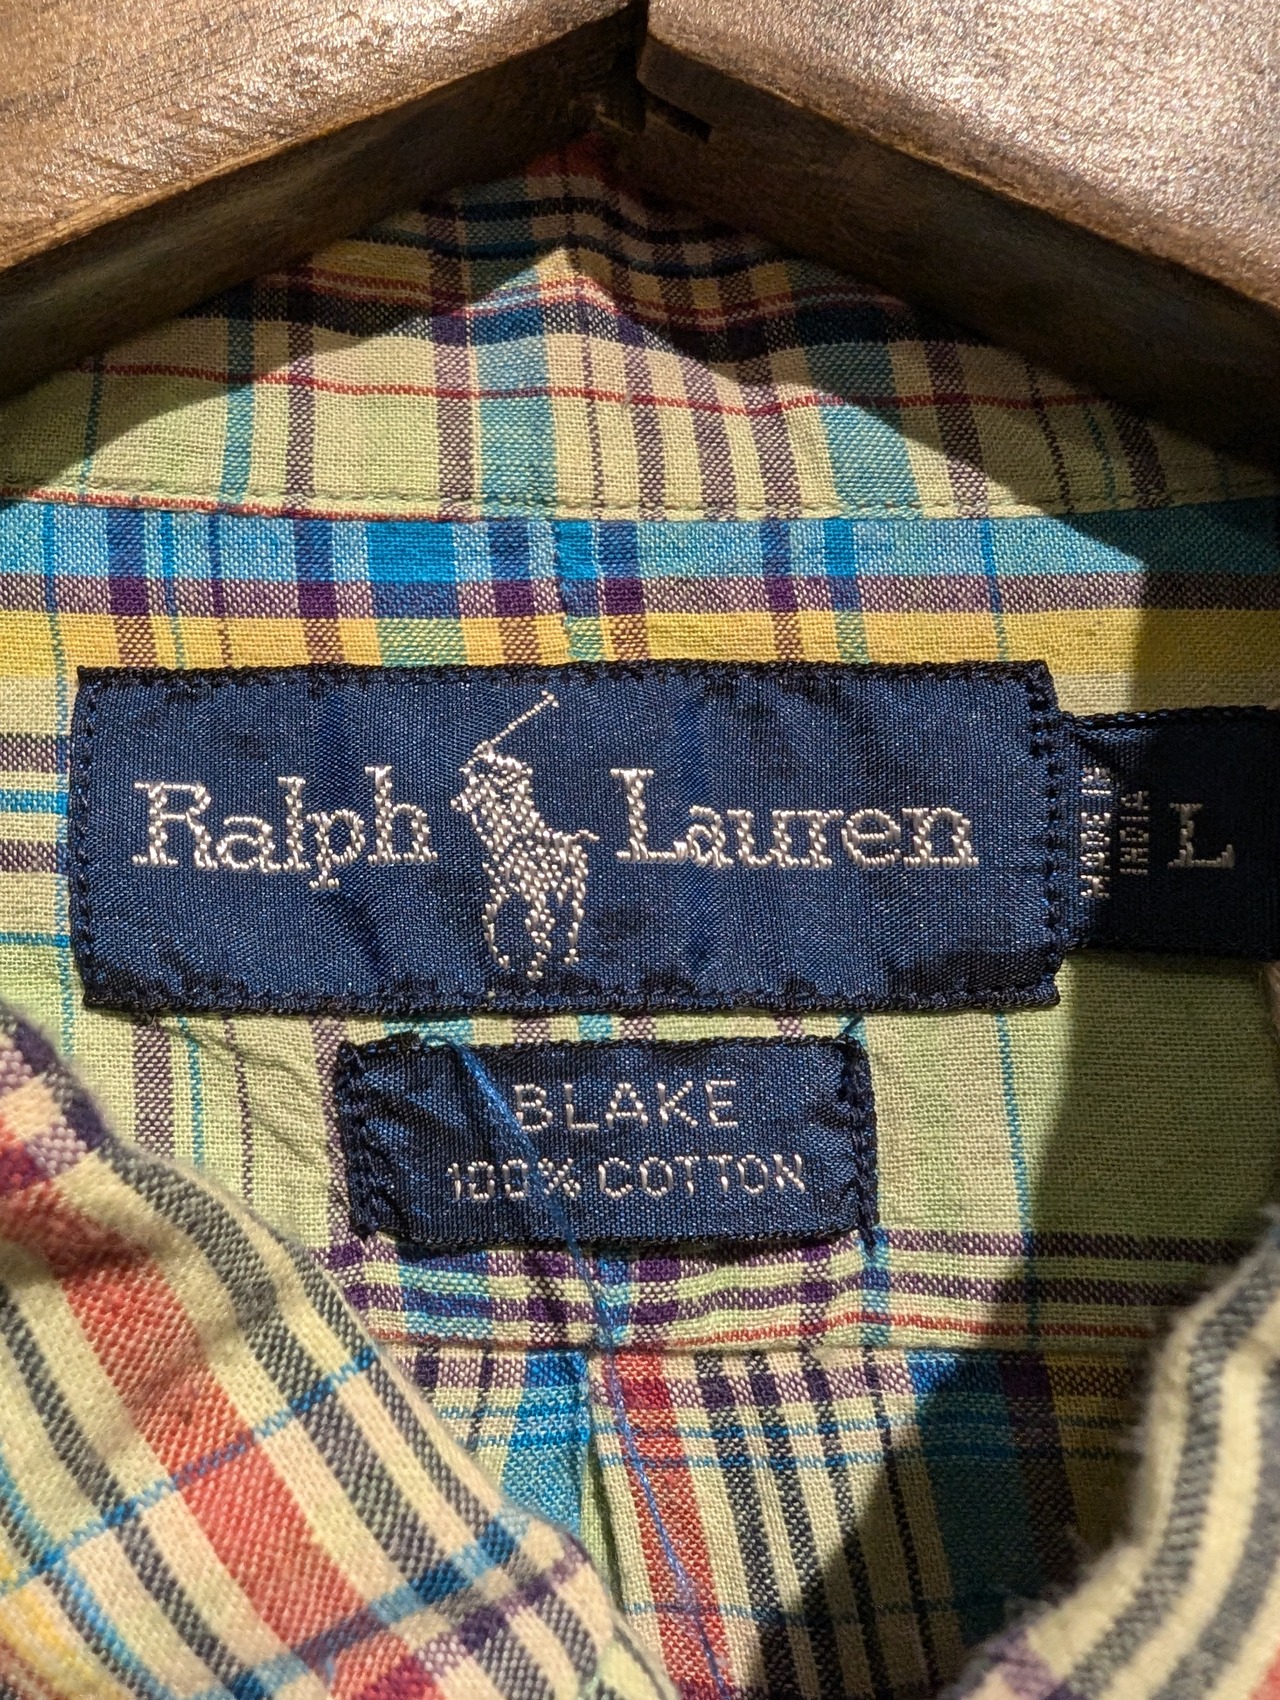 Ralph Lauren
MADE IN
INDIA
L
BLAKE
100% COTTON